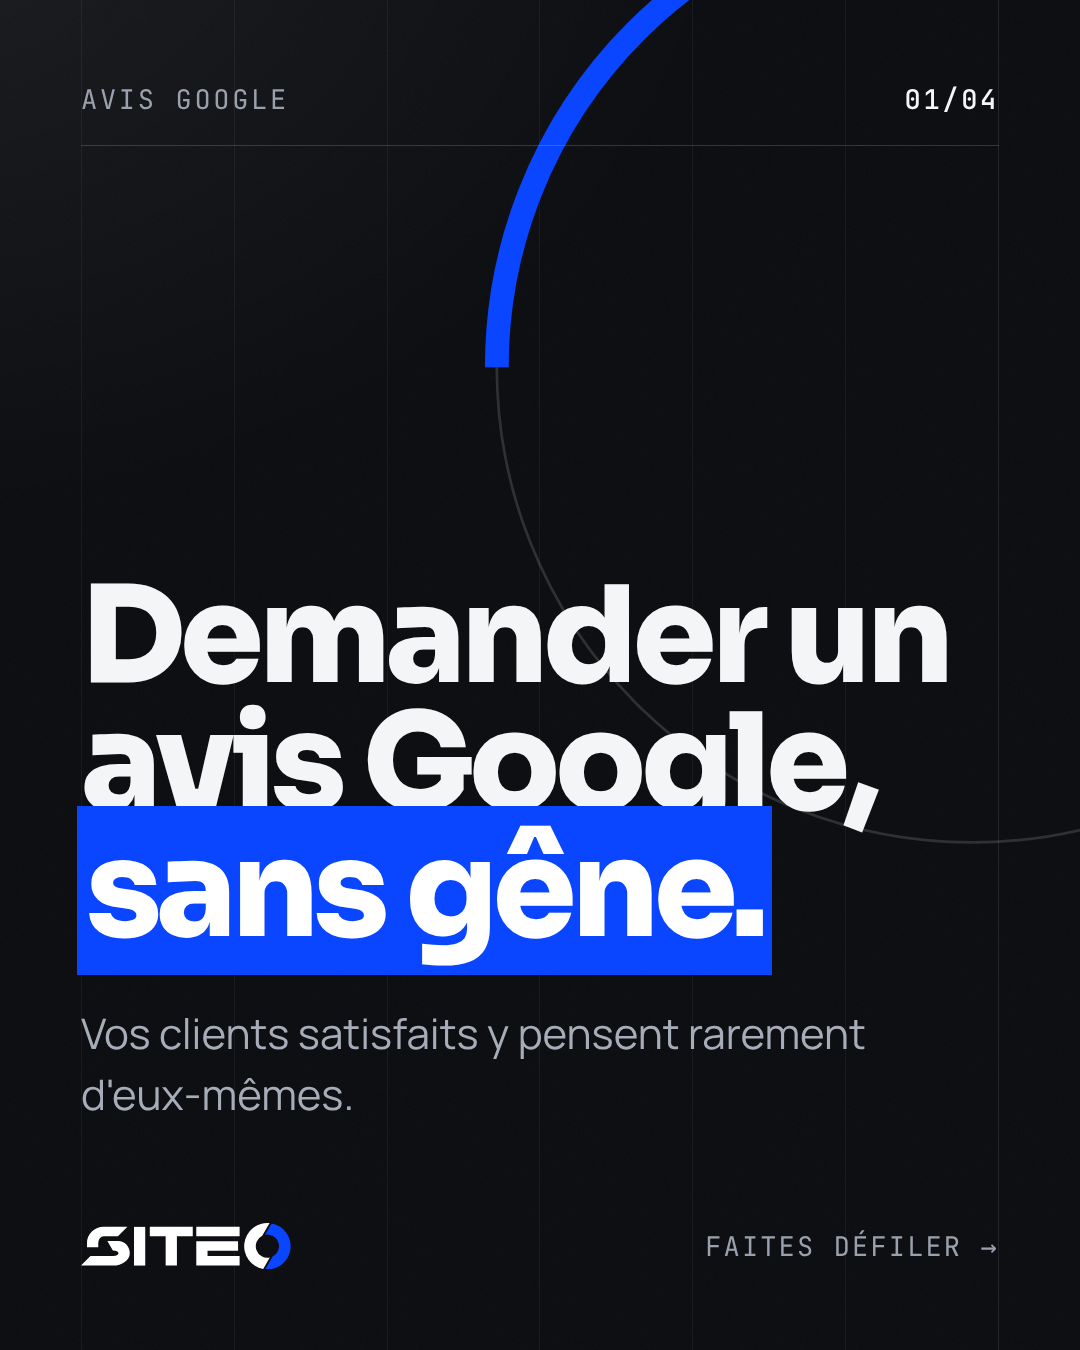 AVIS GOOGLE
01/04
Demander un
avis Google,
sans gêne.
Vos clients satisfaits y pensent rarement
d'eux-mêmes.
SITEO
FAITES DÉFILER →